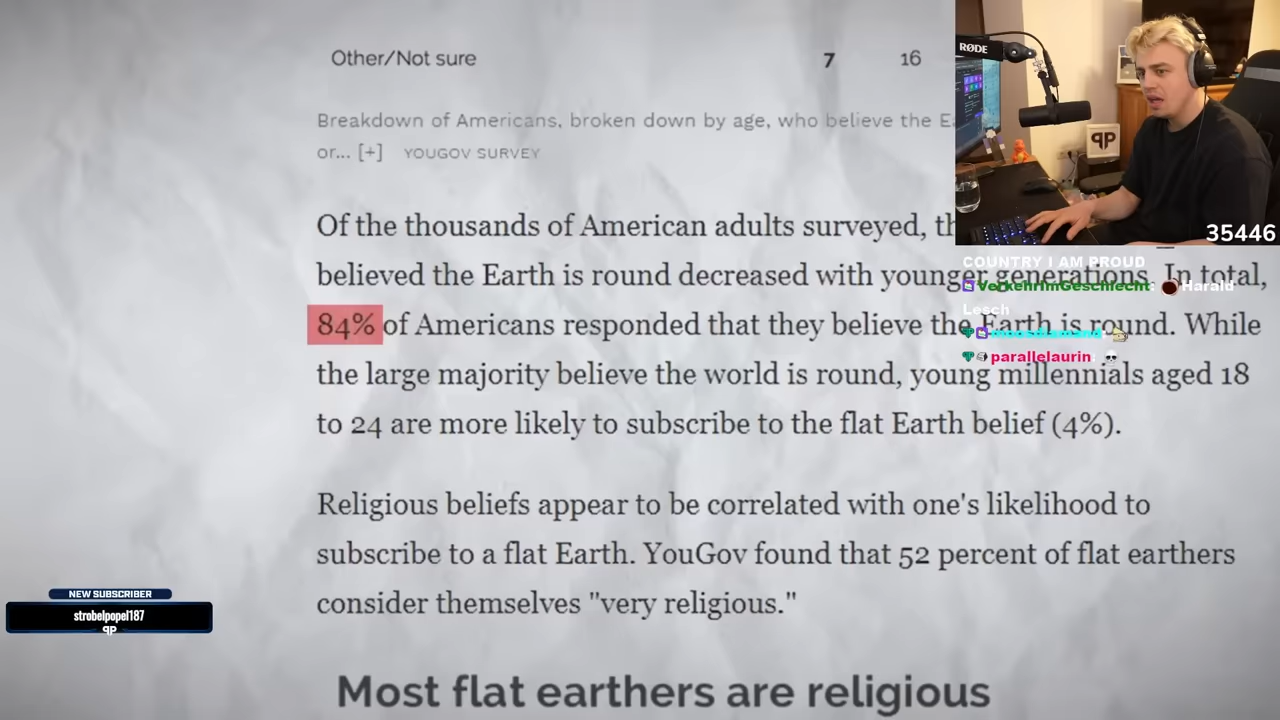 Other/Not sure 7 16
Breakdown of Americans, broken down by age, who believe the
or... [+] YOUGOV SURVEY
Of the thousands of American adults surveyed,
believed the Earth is round decreased with younger generations. In total,
84% of Americans responded that they believe the Earth is round. While
the large majority believe the world is round, young millennials aged 18
to 24 are more likely to subscribe to the flat Earth belief (4%).
Religious beliefs appear to be correlated with one's likelihood to
subscribe to a flat Earth. YouGov found that 52 percent of flat earthers
consider themselves "very religious."
Most flat earthers are religious
RØDE
qp
35446
COUNTRY I AM PROUD
VerkehrimGeschlecht: Harald
Lesch
parallelaurin:
NEW SUBSCRIBER
strobelpopel187
qp